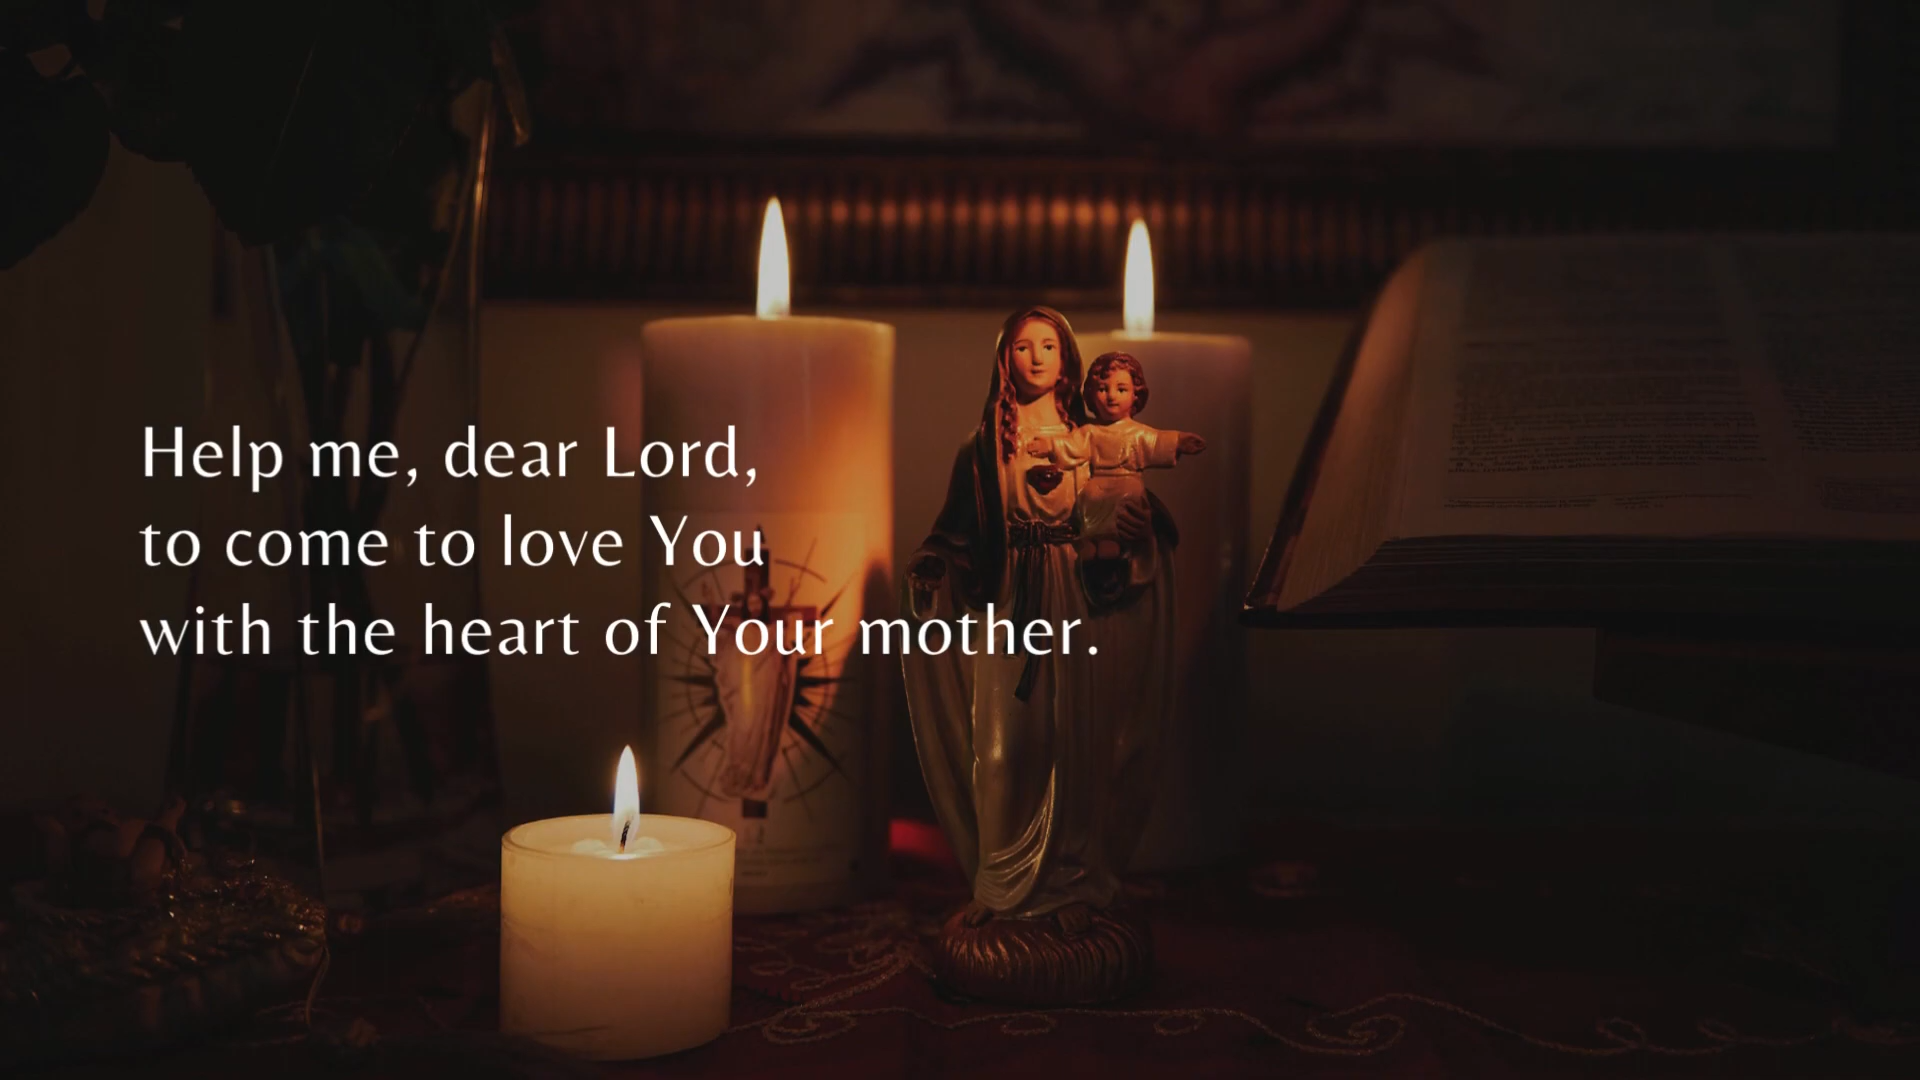 Help me, dear Lord,
to come to love You
with the heart of Your mother.